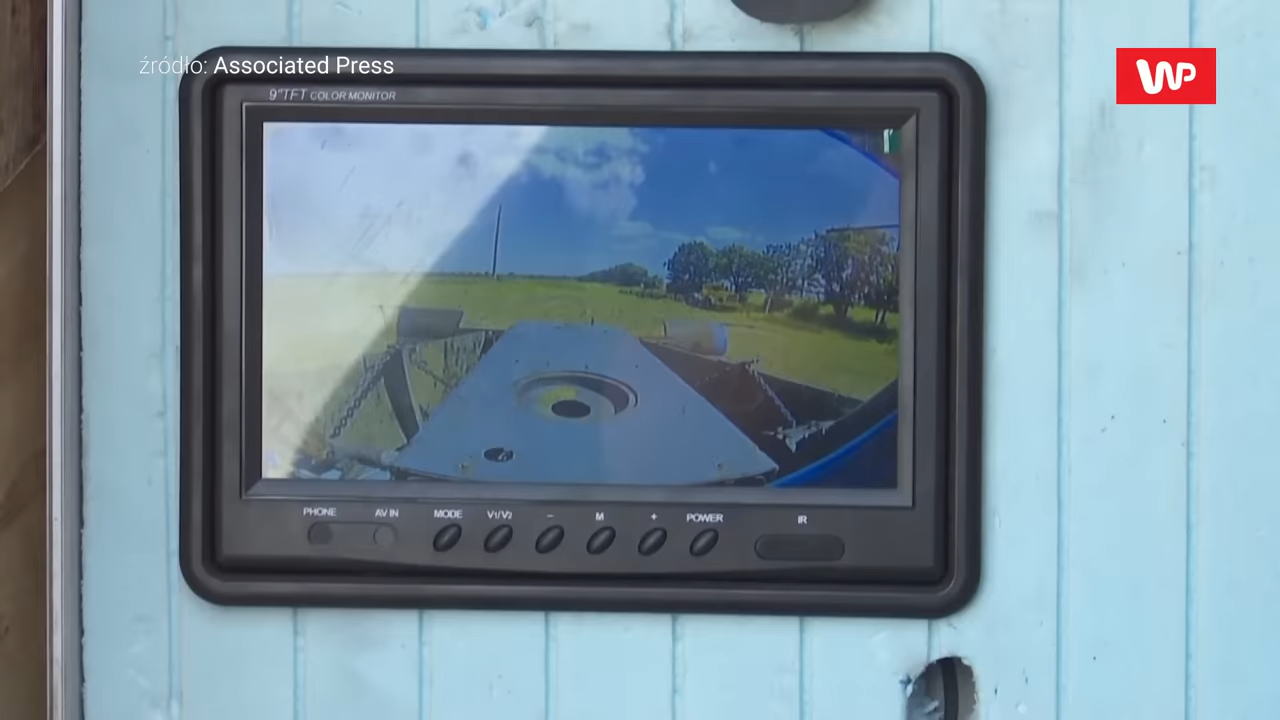 źródło: Associated Press
WP
9"TFT COLOR MONITOR
PHONE
AV IN
MODE
V1/V2
−
M
+
POWER
IR